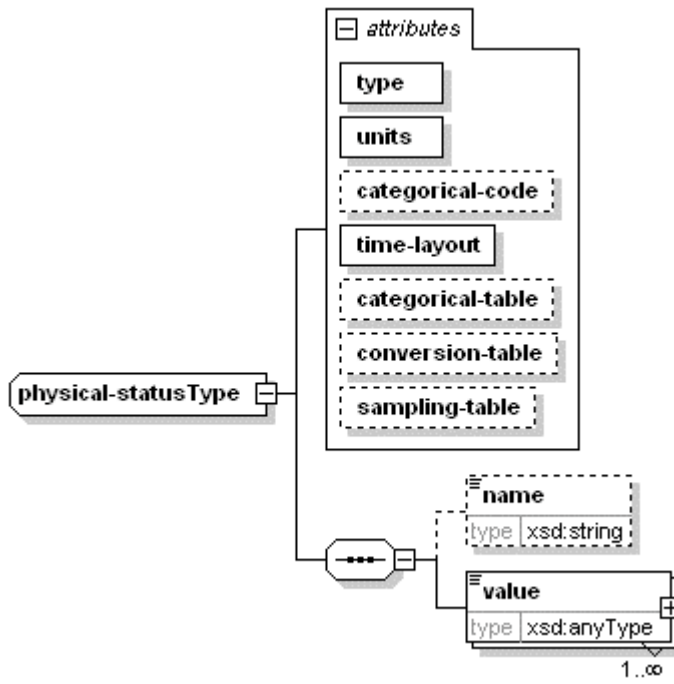 attributes
type
units
categorical-code
time-layout
categorical-table
conversion-table
sampling-table
physical-statusType
name
type xsd:string
value
type xsd:anyType
1..∞